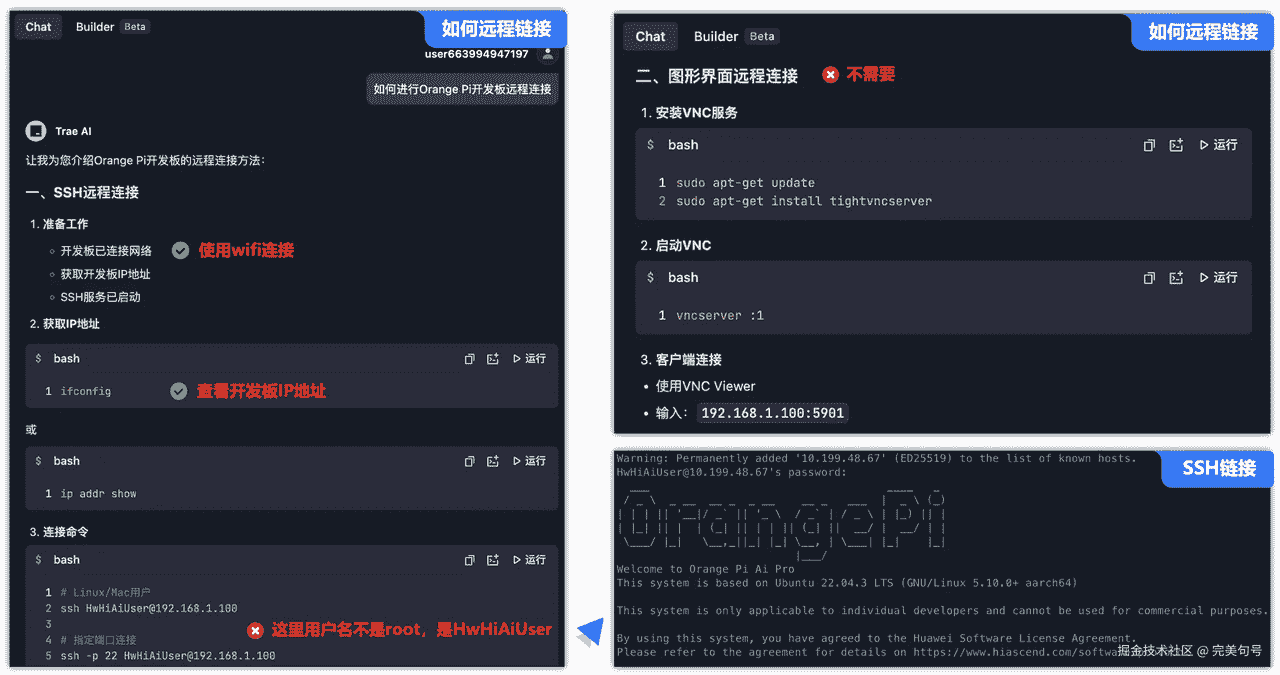 Chat Builder Beta
如何远程链接
user663994947197
如何进行Orange Pi开发板远程连接
Trae AI
让我为您介绍Orange Pi开发板的远程连接方法:
一、SSH远程连接
1. 准备工作
开发板已连接网络
使用wifi连接
获取开发板IP地址
SSH服务已启动
2. 获取IP地址
$ bash 运行
1 ifconfig
查看开发板IP地址
或
$ bash 运行
1 ip addr show
3. 连接命令
$ bash 运行
1 # Linux/Mac用户
2 ssh HwHiAiUser@192.168.1.100
3
这里用户名不是root，是HwHiAiUser
4 # 指定端口连接
5 ssh -p 22 HwHiAiUser@192.168.1.100
Chat Builder Beta
如何远程链接
二、图形界面远程连接
不需要
1. 安装VNC服务
$ bash 运行
1 sudo apt-get update
2 sudo apt-get install tightvncserver
2. 启动VNC
$ bash 运行
1 vncserver :1
3. 客户端连接
• 使用VNC Viewer
• 输入: 192.168.1.100:5901
Warning: Permanently added '10.199.48.67' (ED25519) to the list of known hosts.
SSH链接
HwHiAiUser@10.199.48.67's password:
OrangePi
Welcome to Orange Pi Ai Pro
This system is based on Ubuntu 22.04.3 LTS (GNU/Linux 5.10.0+ aarch64)
This system is only applicable to individual developers and cannot be used for commercial purposes.
By using this system, you have agreed to the Huawei Software License Agreement.
Please refer to the agreement for details on https://www.hiascend.com/softwa
掘金技术社区 @ 完美句号